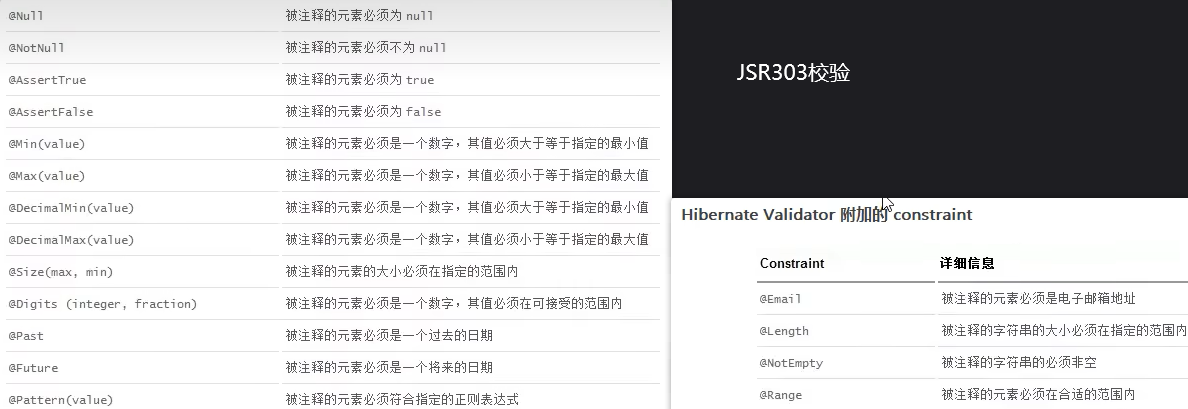 @Null 被注释的元素必须为 null
@NotNull 被注释的元素必须不为 null
@AssertTrue 被注释的元素必须为 true
@AssertFalse 被注释的元素必须为 false
@Min(value) 被注释的元素必须是一个数字，其值必须大于等于指定的最小值
@Max(value) 被注释的元素必须是一个数字，其值必须小于等于指定的最大值
@DecimalMin(value) 被注释的元素必须是一个数字，其值必须大于等于指定的最小值
@DecimalMax(value) 被注释的元素必须是一个数字，其值必须小于等于指定的最大值
@Size(max, min) 被注释的元素的大小必须在指定的范围内
@Digits (integer, fraction) 被注释的元素必须是一个数字，其值必须在可接受的范围内
@Past 被注释的元素必须是一个过去的日期
@Future 被注释的元素必须是一个将来的日期
@Pattern(value) 被注释的元素必须符合指定的正则表达式
JSR303校验
Hibernate Validator 附加的 constraint
Constraint 详细信息
@Email 被注释的元素必须是电子邮箱地址
@Length 被注释的字符串的大小必须在指定的范围内
@NotEmpty 被注释的字符串的必须非空
@Range 被注释的元素必须在合适的范围内